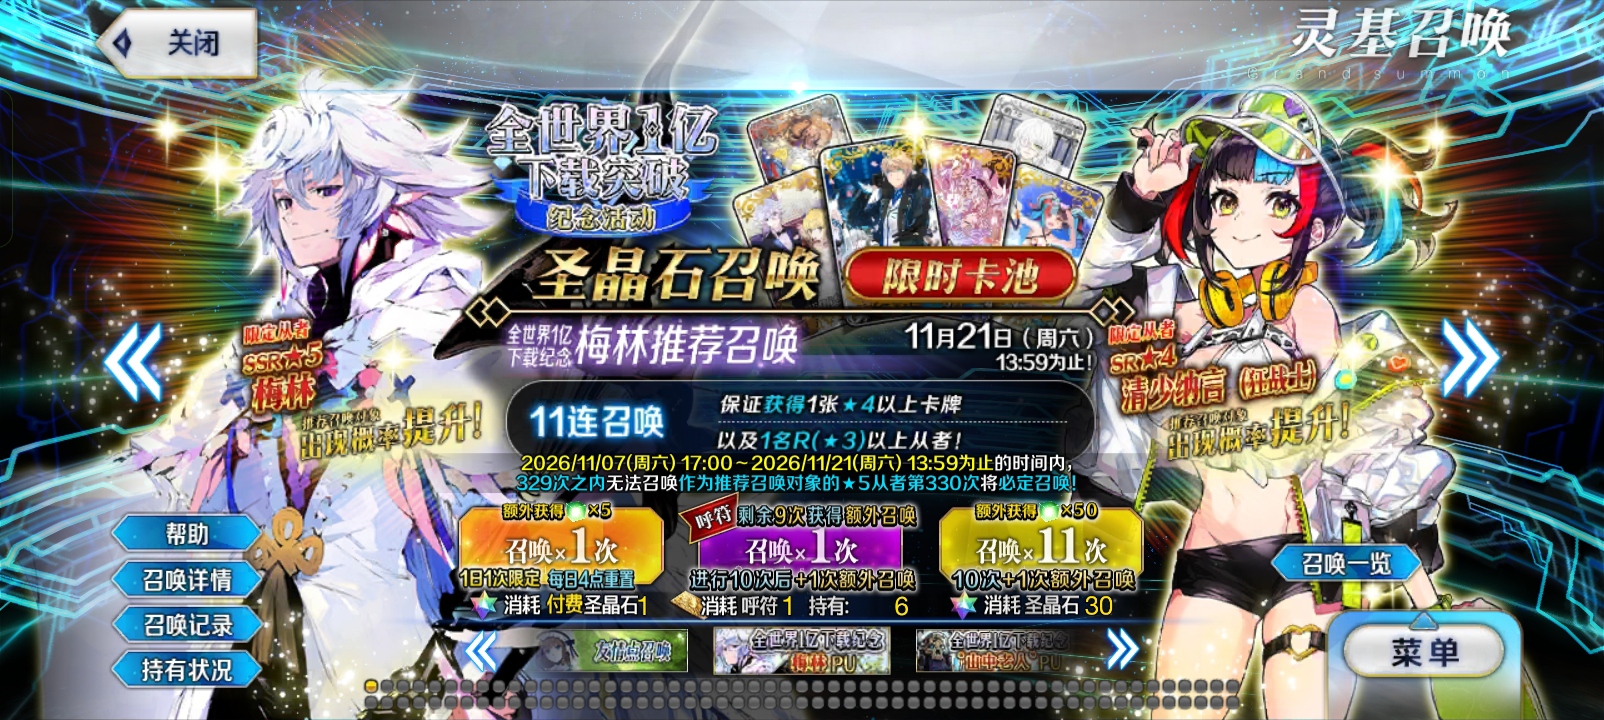 关闭
灵基召唤
Grand summon
全世界1亿
下载突破
纪念活动
圣晶石召唤
限时卡池
全世界1亿
下载纪念
梅林推荐召唤
11月21日（周六）
13:59为止!
限定从者
SSR★5
梅林
推荐召唤对象
出现概率提升!
限定从者
SR★4
清少纳言（狂战士）
推荐召唤对象
出现概率提升!
11连召唤
保证获得1张★4以上卡牌
以及1名R(★3)以上从者!
2026/11/07(周六) 17:00～2026/11/21(周六) 13:59为止的时间内,
329次之内无法召唤作为推荐召唤对象的★5从者第330次将必定召唤!
额外获得 ×5
召唤×1次
1日1次限定 每日4点重置
消耗 付费圣晶石1
呼符
剩余9次获得额外召唤
召唤×1次
进行10次后+1次额外召唤
消耗 呼符 1 持有: 6
额外获得 ×50
召唤×11次
10次+1次额外召唤
消耗 圣晶石 30
帮助
召唤详情
召唤记录
持有状况
召唤一览
菜单
友情点召唤
全世界1亿下载纪念
梅林PU
全世界1亿下载纪念
"山中老人"PU